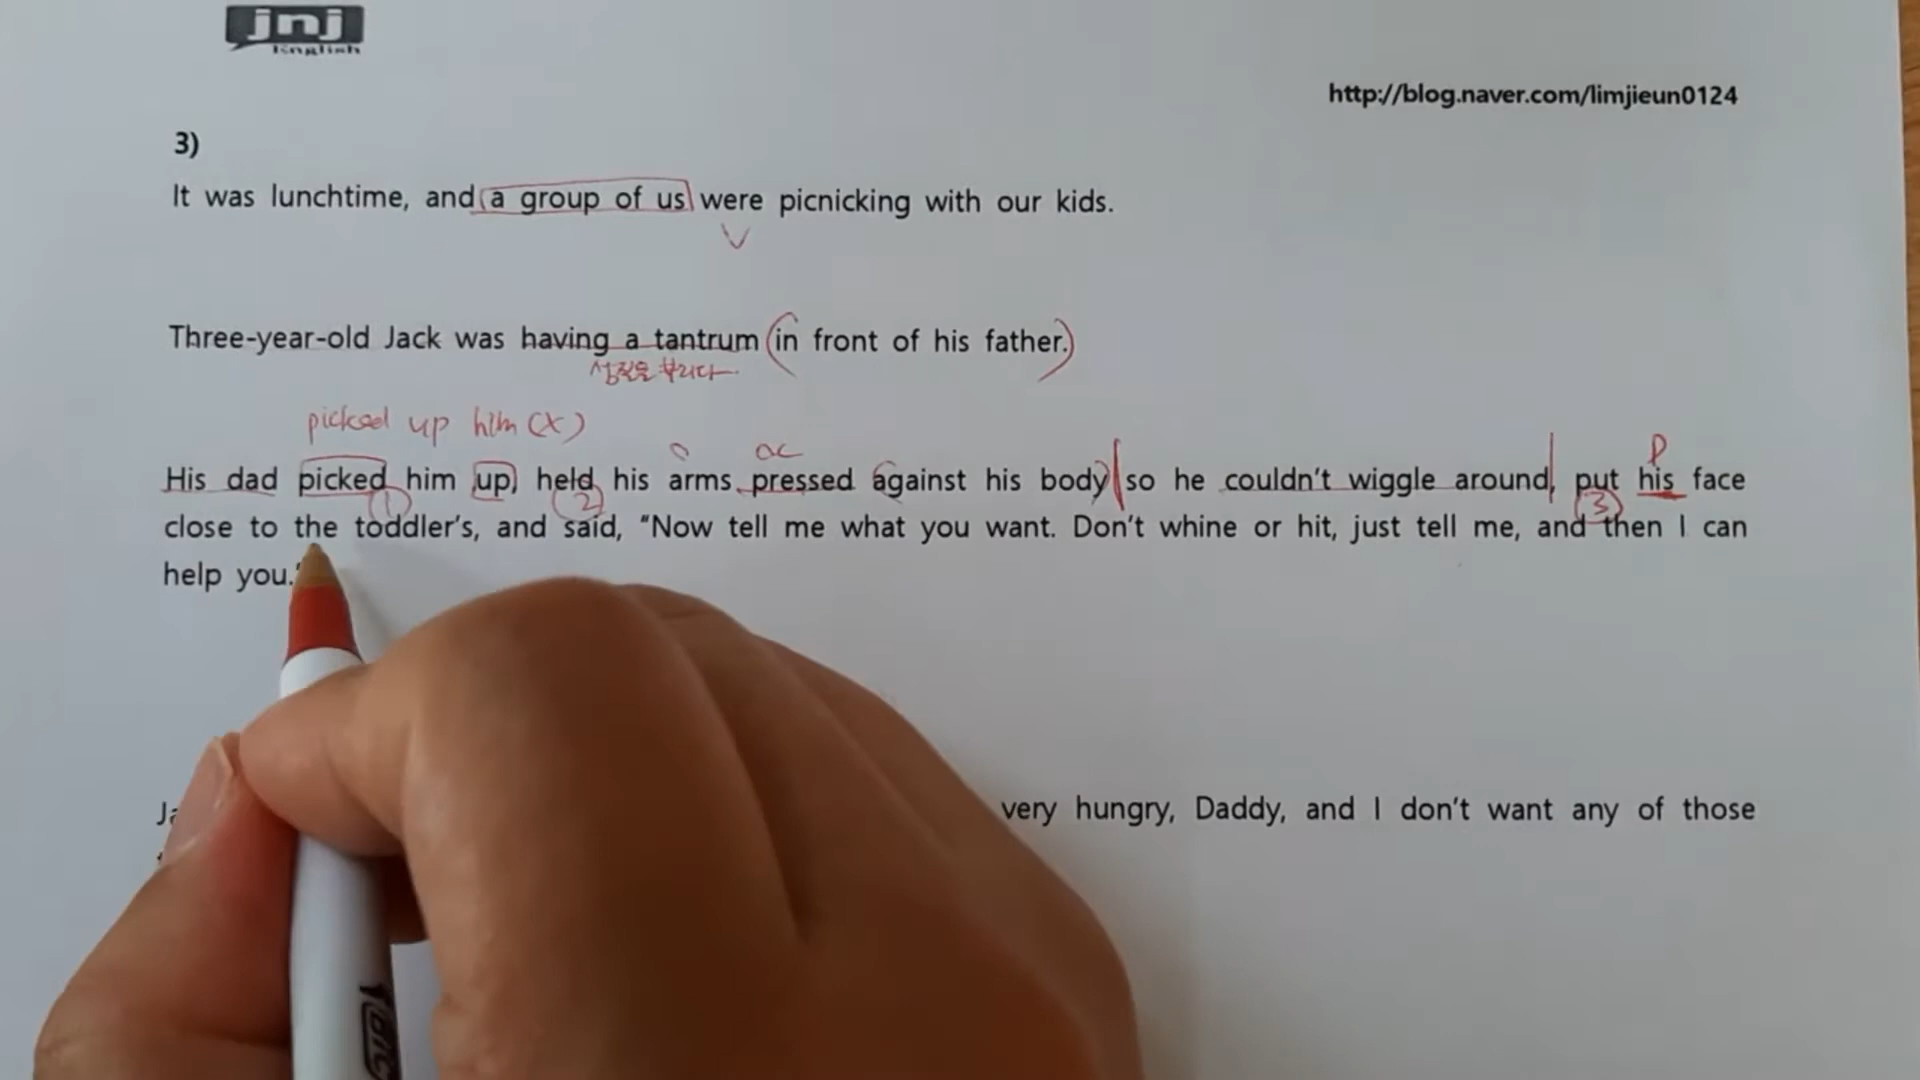 jnj
English
http://blog.naver.com/limjieun0124
3)
It was lunchtime, and a group of us were picnicking with our kids.
V
Three-year-old Jack was having a tantrum in front of his father.
성질을 부리다.
picked up him (X)
o oc P
His dad picked him up, held his arms pressed against his body so he couldn't wiggle around, put his face
1 2 3
close to the toddler's, and said, "Now tell me what you want. Don't whine or hit, just tell me, and then I can
help you."
very hungry, Daddy, and I don't want any of those
BIC